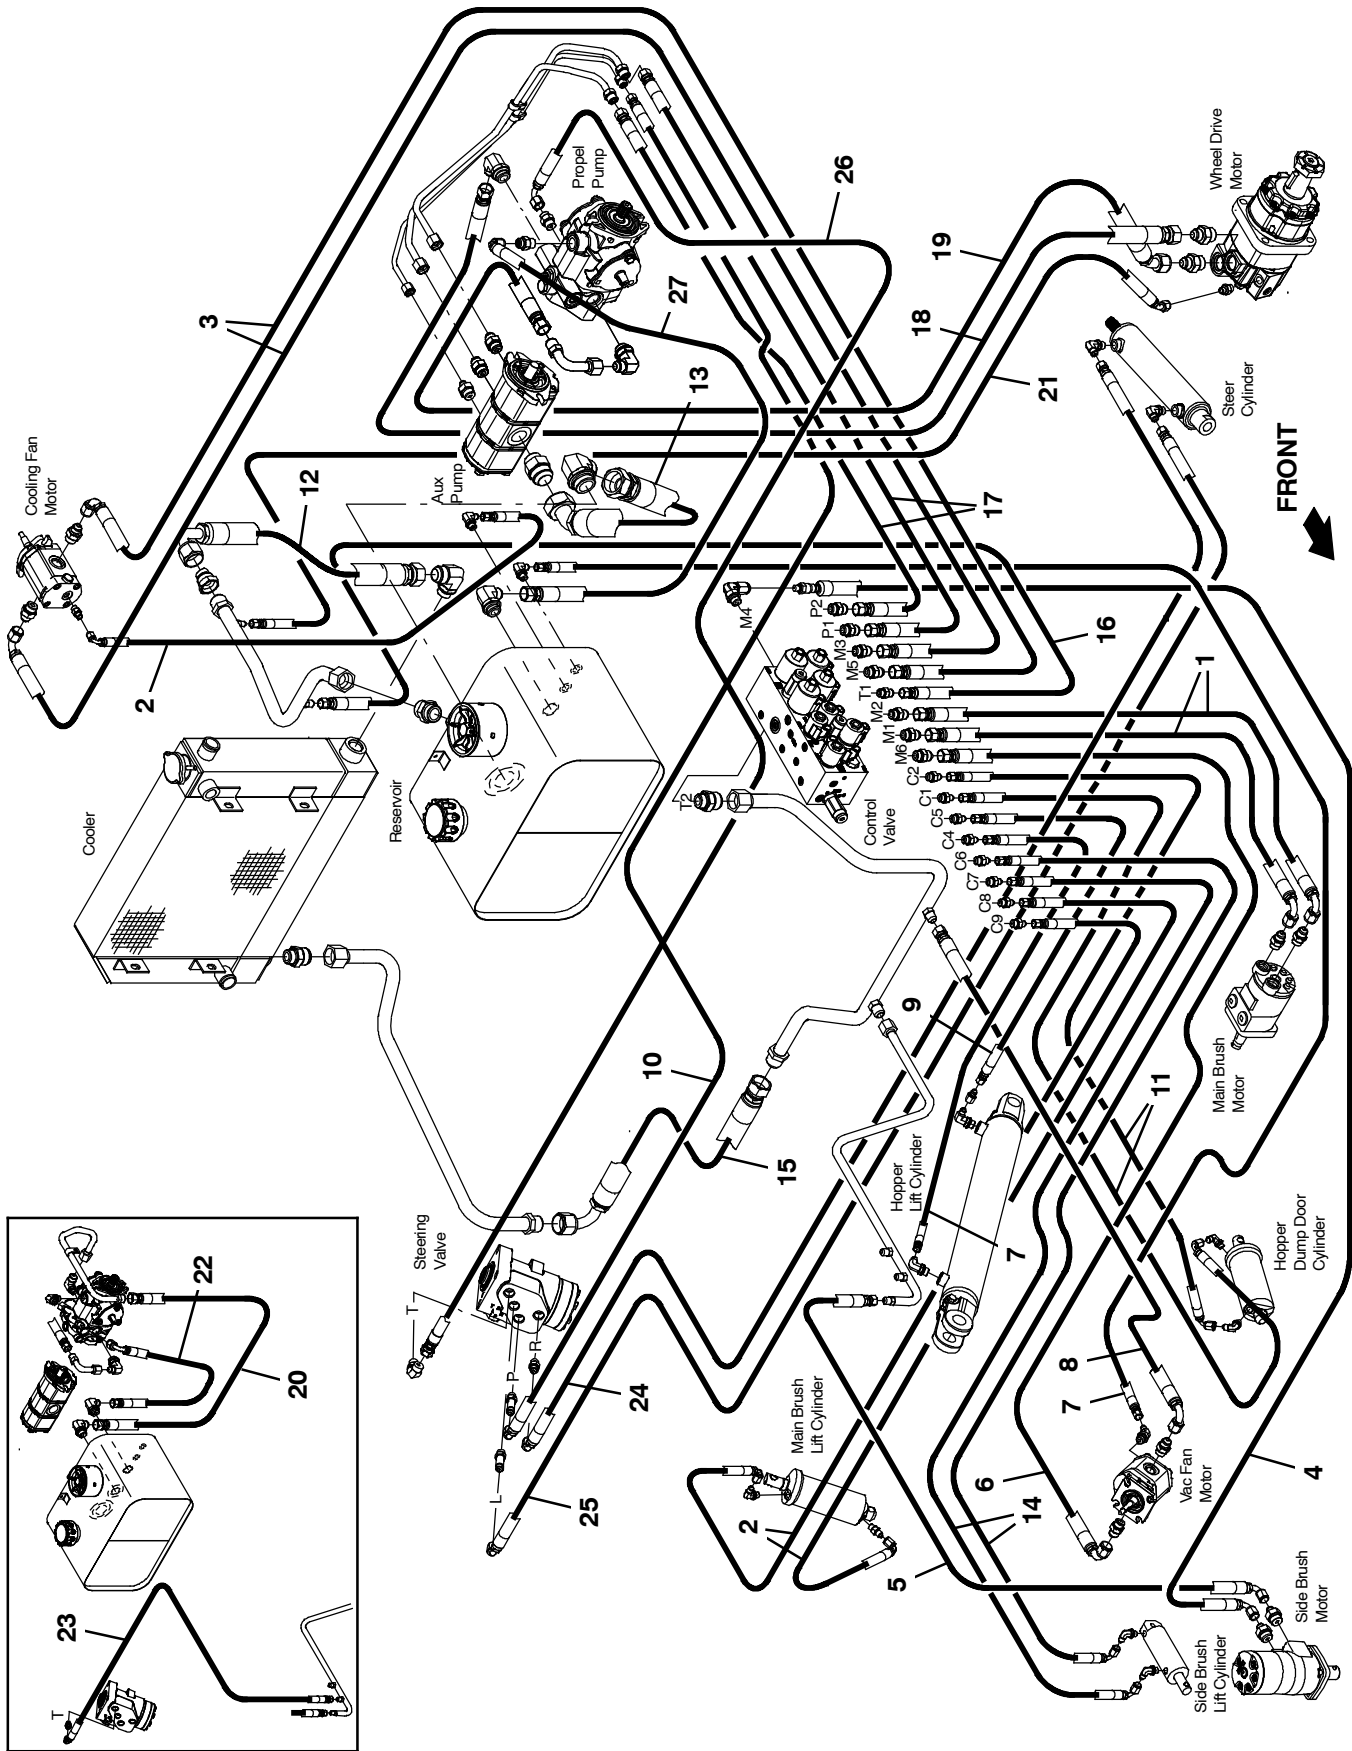 3
Cooling Fan
Motor
12
2
Cooler
Reservoir
Aux
Pump
Propel
Pump
26
27
13
19
18
21
Wheel Drive
Motor
Steer
Cylinder
FRONT
17
16
1
M4
P2
P1
M3
M5
T1
M2
M1
M6
C2
C1
C5
C4
C6
C7
C8
C9
T2
Control
Valve
10
15
9
11
Main Brush
Motor
Steering
Valve
T
P
R
L
24
25
Hopper
Lift Cylinder
7
Main Brush
Lift Cylinder
2
Hopper
Dump Door
Cylinder
8
7
6
14
5
4
Vac Fan
Motor
Side Brush
Motor
Side Brush
Lift Cylinder
22
20
23
T